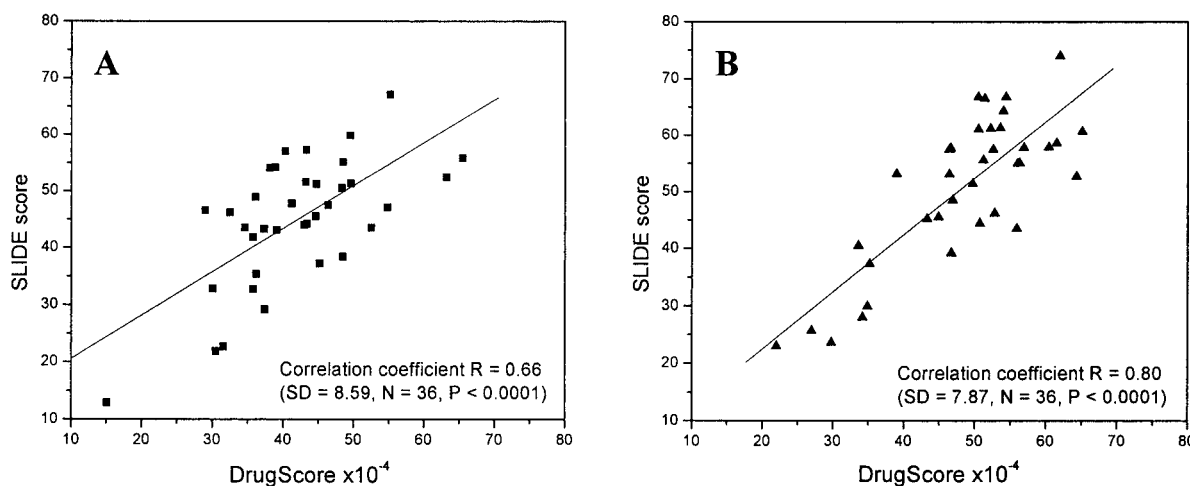 A
SLIDE score
80
70
60
50
40
30
20
10
Correlation coefficient R = 0.66
(SD = 8.59, N = 36, P < 0.0001)
10 20 30 40 50 60 70 80
DrugScore x10⁻⁴
B
SLIDE score
80
70
60
50
40
30
20
10
Correlation coefficient R = 0.80
(SD = 7.87, N = 36, P < 0.0001)
10 20 30 40 50 60 70 80
DrugScore x10⁻⁴